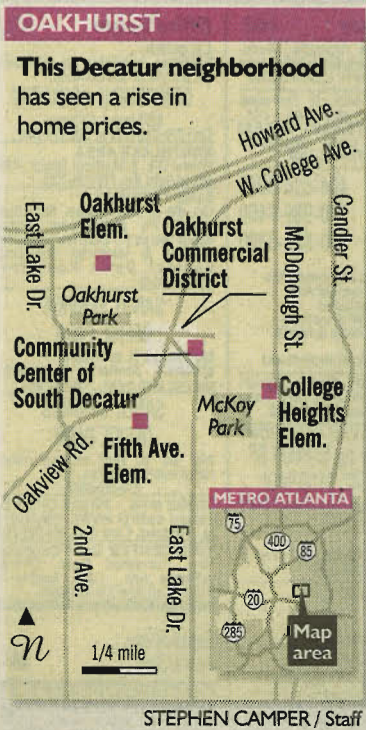 OAKHURST
This Decatur neighborhood
has seen a rise in
home prices.
Howard Ave.
W. College Ave.
East Lake Dr.
Oakhurst
Elem.
Oakhurst
Commercial
District
McDonough St.
Candler St.
Oakhurst
Park
Community
Center of
South Decatur
McKoy
Park
College
Heights
Elem.
Oakview Rd.
Fifth Ave.
Elem.
2nd Ave.
East Lake Dr.
METRO ATLANTA
75
400
85
20
285
Map
area
N
1/4 mile
STEPHEN CAMPER / Staff